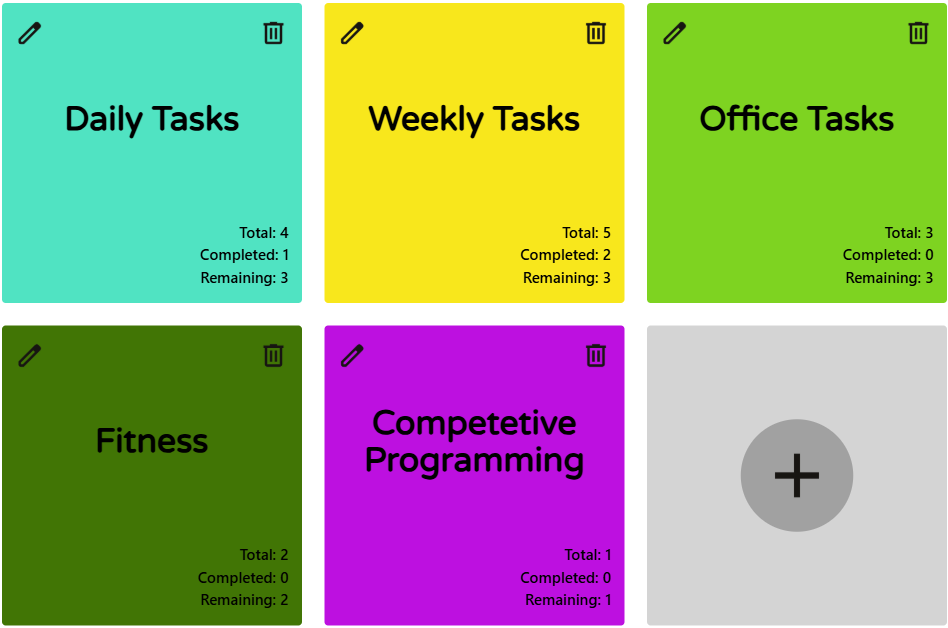 Daily Tasks
Total: 4
Completed: 1
Remaining: 3
Weekly Tasks
Total: 5
Completed: 2
Remaining: 3
Office Tasks
Total: 3
Completed: 0
Remaining: 3
Fitness
Total: 2
Completed: 0
Remaining: 2
Competetive
Programming
Total: 1
Completed: 0
Remaining: 1